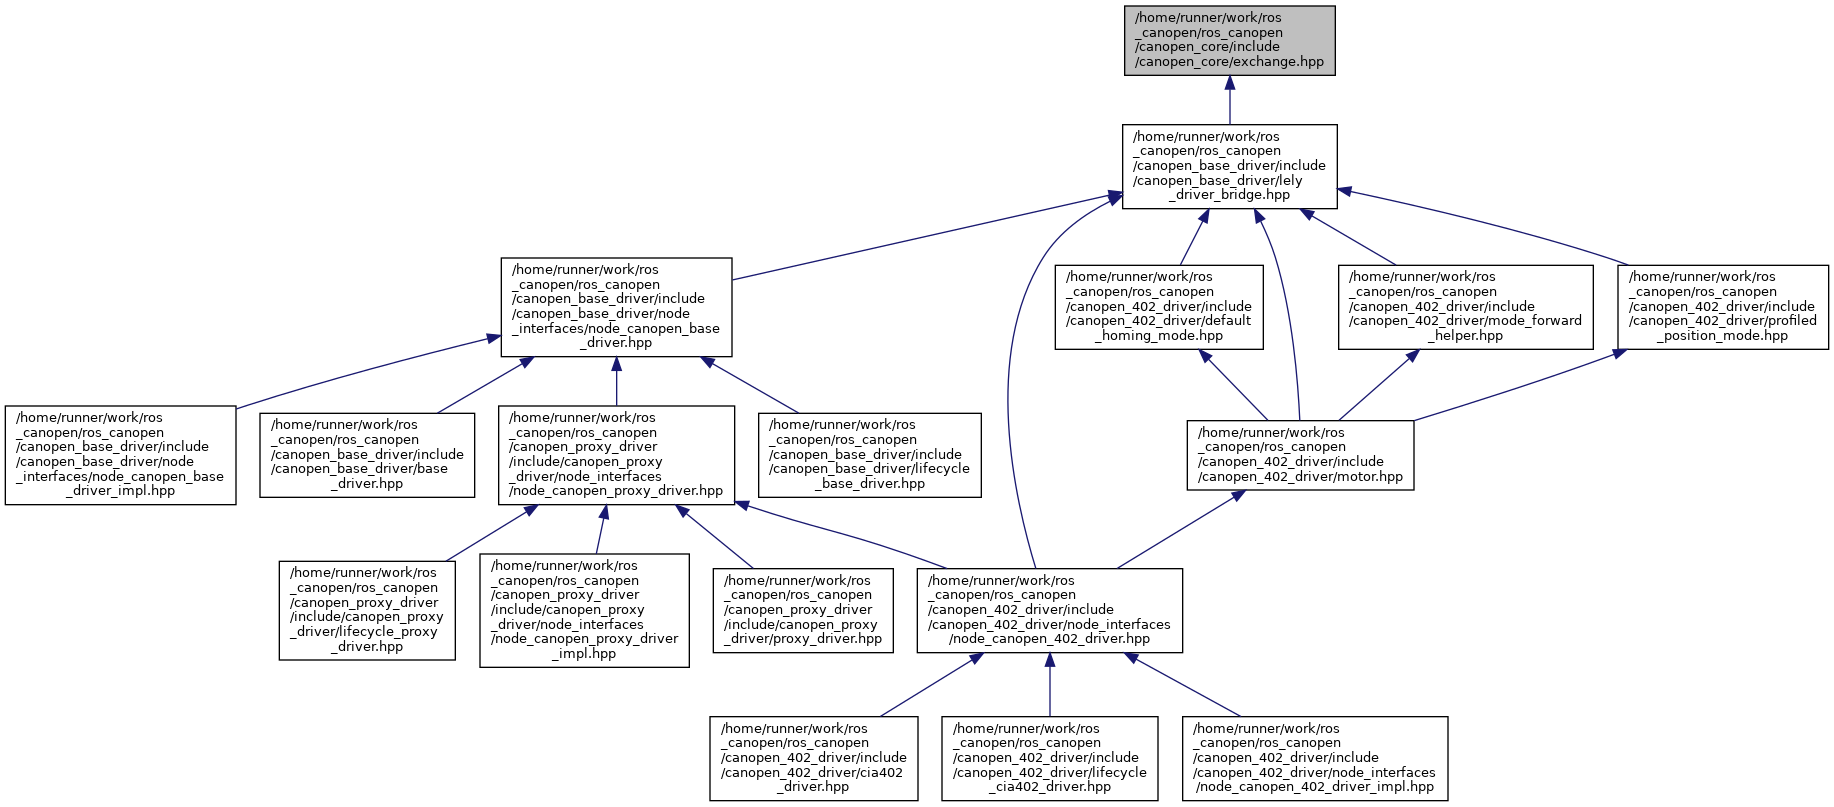 /home/runner/work/ros
_canopen/ros_canopen
/canopen_core/include
/canopen_core/exchange.hpp
/home/runner/work/ros
_canopen/ros_canopen
/canopen_base_driver/include
/canopen_base_driver/lely
_driver_bridge.hpp
/home/runner/work/ros
_canopen/ros_canopen
/canopen_base_driver/include
/canopen_base_driver/node
_interfaces/node_canopen_base
_driver.hpp
/home/runner/work/ros
_canopen/ros_canopen
/canopen_402_driver/include
/canopen_402_driver/default
_homing_mode.hpp
/home/runner/work/ros
_canopen/ros_canopen
/canopen_402_driver/include
/canopen_402_driver/mode_forward
_helper.hpp
/home/runner/work/ros
_canopen/ros_canopen
/canopen_402_driver/include
/canopen_402_driver/profiled
_position_mode.hpp
/home/runner/work/ros
_canopen/ros_canopen
/canopen_base_driver/include
/canopen_base_driver/node
_interfaces/node_canopen_base
_driver_impl.hpp
/home/runner/work/ros
_canopen/ros_canopen
/canopen_base_driver/include
/canopen_base_driver/base
_driver.hpp
/home/runner/work/ros
_canopen/ros_canopen
/canopen_proxy_driver
/include/canopen_proxy
_driver/node_interfaces
/node_canopen_proxy_driver.hpp
/home/runner/work/ros
_canopen/ros_canopen
/canopen_base_driver/include
/canopen_base_driver/lifecycle
_base_driver.hpp
/home/runner/work/ros
_canopen/ros_canopen
/canopen_402_driver/include
/canopen_402_driver/motor.hpp
/home/runner/work/ros
_canopen/ros_canopen
/canopen_proxy_driver
/include/canopen_proxy
_driver/lifecycle_proxy
_driver.hpp
/home/runner/work/ros
_canopen/ros_canopen
/canopen_proxy_driver
/include/canopen_proxy
_driver/node_interfaces
/node_canopen_proxy_driver
_impl.hpp
/home/runner/work/ros
_canopen/ros_canopen
/canopen_proxy_driver
/include/canopen_proxy
_driver/proxy_driver.hpp
/home/runner/work/ros
_canopen/ros_canopen
/canopen_402_driver/include
/canopen_402_driver/node_interfaces
/node_canopen_402_driver.hpp
/home/runner/work/ros
_canopen/ros_canopen
/canopen_402_driver/include
/canopen_402_driver/cia402
_driver.hpp
/home/runner/work/ros
_canopen/ros_canopen
/canopen_402_driver/include
/canopen_402_driver/lifecycle
_cia402_driver.hpp
/home/runner/work/ros
_canopen/ros_canopen
/canopen_402_driver/include
/canopen_402_driver/node_interfaces
/node_canopen_402_driver_impl.hpp